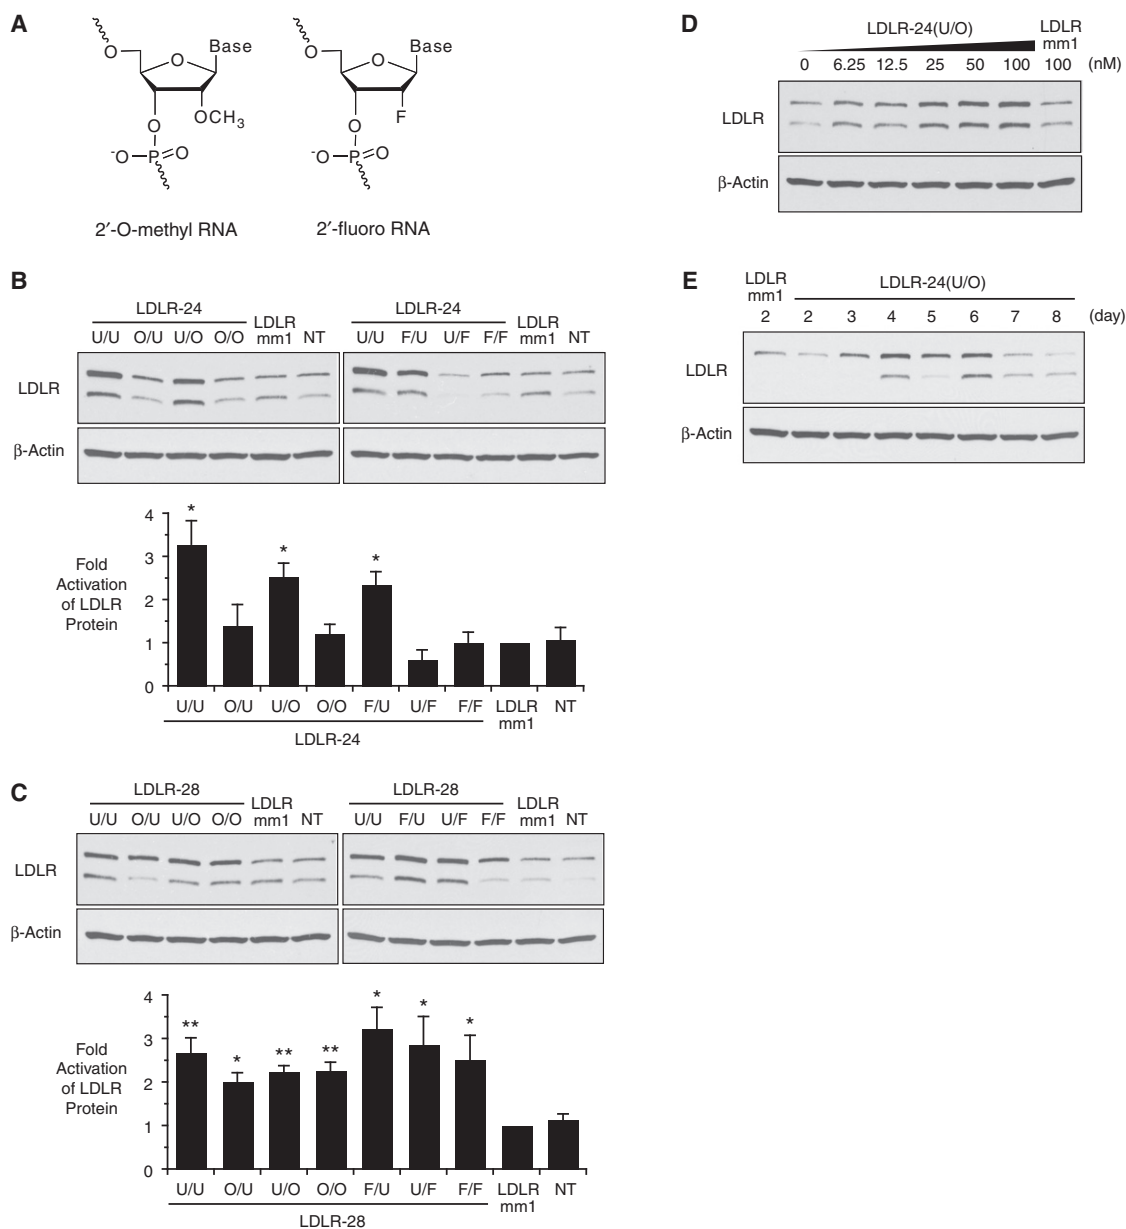 A
O
O
Base
O
OCH3
-O
P
O
2′-O-methyl RNA
O
O
Base
O
F
-O
P
O
2′-fluoro RNA
B
LDLR-24
U/U O/U U/O O/O LDLR mm1 NT
LDLR-24
U/U F/U U/F F/F LDLR mm1 NT
LDLR
β-Actin
Fold
Activation
of LDLR
Protein
4
3
2
1
0
* * *
U/U O/U U/O O/O F/U U/F F/F LDLR mm1 NT
LDLR-24
C
LDLR-28
U/U O/U U/O O/O LDLR mm1 NT
LDLR-28
U/U F/U U/F F/F LDLR mm1 NT
LDLR
β-Actin
Fold
Activation
of LDLR
Protein
4
3
2
1
0
** * ** ** * * *
U/U O/U U/O O/O F/U U/F F/F LDLR mm1 NT
LDLR-28
D
LDLR-24(U/O)
LDLR
mm1
0 6.25 12.5 25 50 100 100 (nM)
LDLR
β-Actin
E
LDLR
mm1
LDLR-24(U/O)
2 2 3 4 5 6 7 8 (day)
LDLR
β-Actin